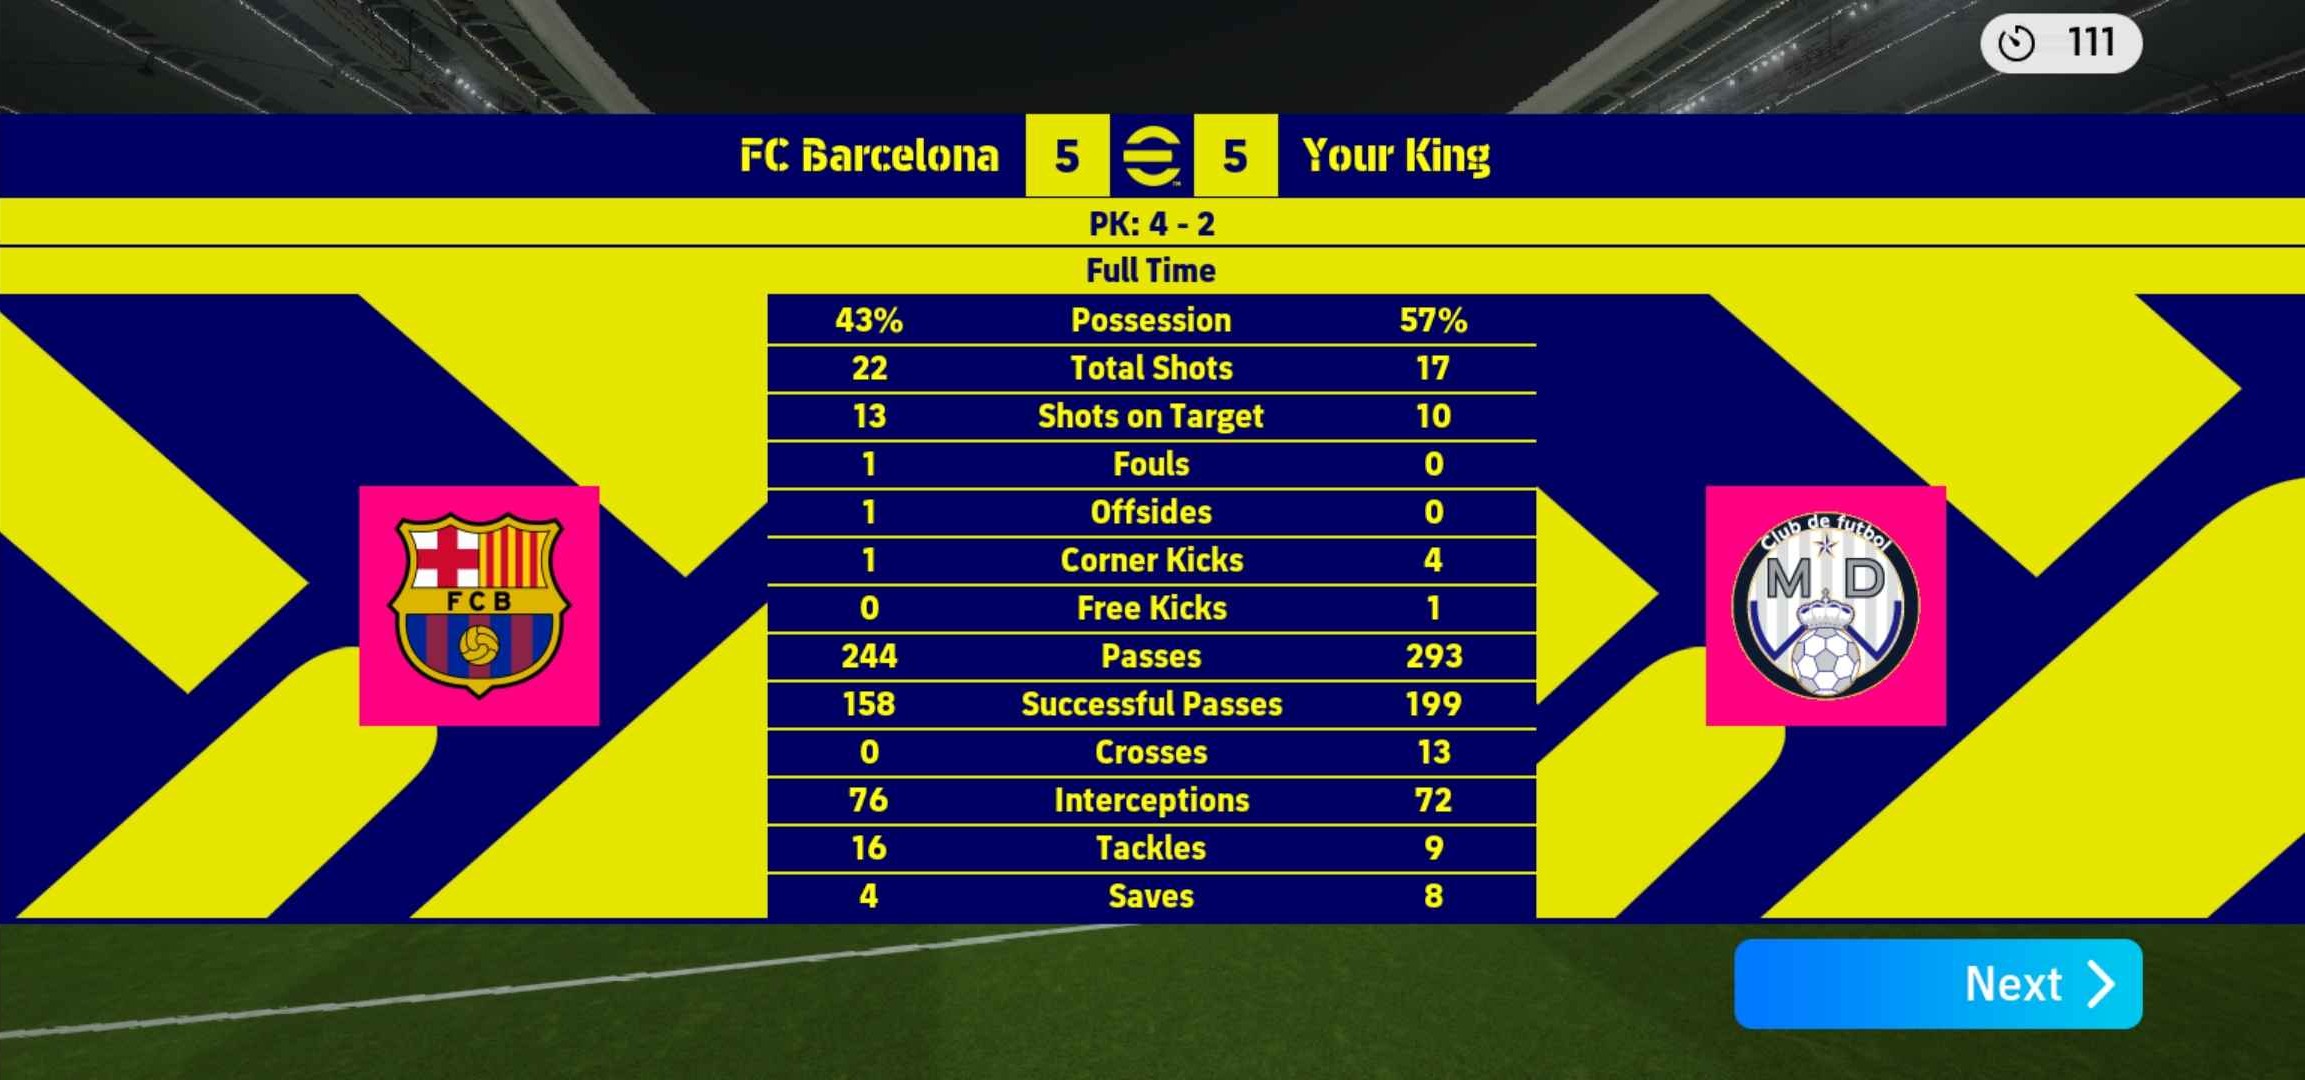 111
FC Barcelona 5 5 Your King
PK: 4 - 2
Full Time
43% Possession 57%
22 Total Shots 17
13 Shots on Target 10
1 Fouls 0
1 Offsides 0
1 Corner Kicks 4
0 Free Kicks 1
244 Passes 293
158 Successful Passes 199
0 Crosses 13
76 Interceptions 72
16 Tackles 9
4 Saves 8
FCB
Club de futbol
M D
Next